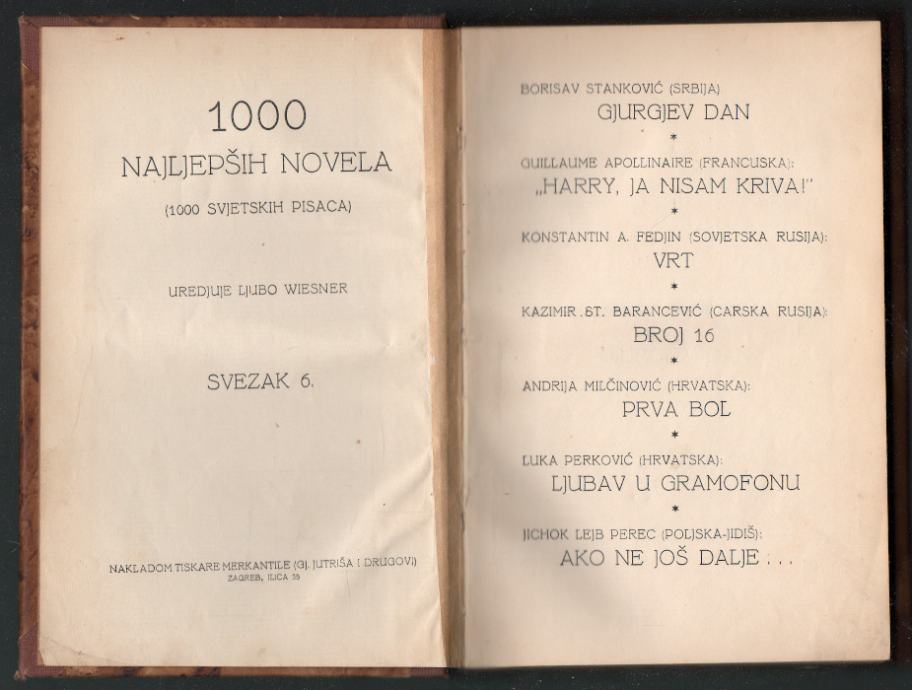 1000
NAJLJEPŠIH NOVELA
(1000 SVJETSKIH PISACA)
UREDJUJE LJUBO WIESNER
SVEZAK 6.
NAKLADOM TISKARE MERKANTILE (GJ. JUTRIŠA I DRUGOVI)
ZAGREB, ILICA 35
BORISAV STANKOVIĆ (SRBIJA)
GJURGJEV DAN
*
GUILLAUME APOLLINAIRE (FRANCUSKA):
„HARRY, JA NISAM KRIVA!"
*
KONSTANTIN A. FEDJIN (SOVJETSKA RUSIJA):
VRT
*
KAZIMIR ST. BARANCEVIĆ (CARSKA RUSIJA):
BROJ 16
*
ANDRIJA MILČINOVIĆ (HRVATSKA):
PRVA BOL
*
LUKA PERKOVIĆ (HRVATSKA):
LJUBAV U GRAMOFONU
*
JICHOK LEJB PEREC (POLJSKA-JIDIŠ):
AKO NE JOŠ DALJE . . .